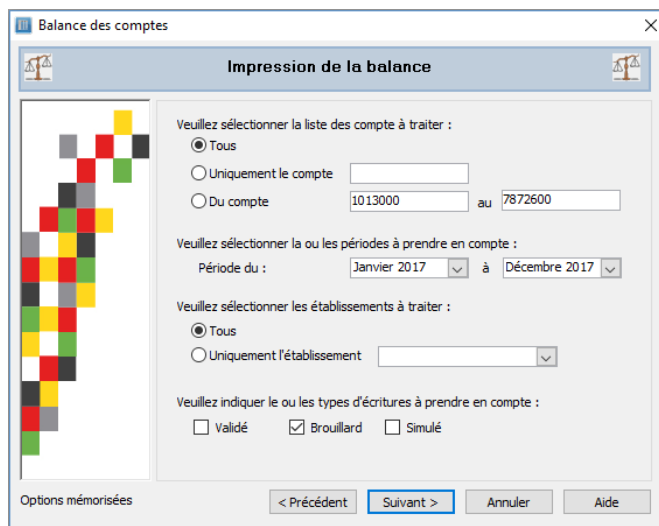 Balance des comptes
Impression de la balance
Veuillez sélectionner la liste des compte à traiter :
Tous
Uniquement le compte
Du compte 1013000 au 7872600
Veuillez sélectionner la ou les périodes à prendre en compte :
Période du : Janvier 2017 à Décembre 2017
Veuillez sélectionner les établissements à traiter :
Tous
Uniquement l'établissement
Veuillez indiquer le ou les types d'écritures à prendre en compte :
Validé Brouillard Simulé
Options mémorisées < Précédent Suivant > Annuler Aide